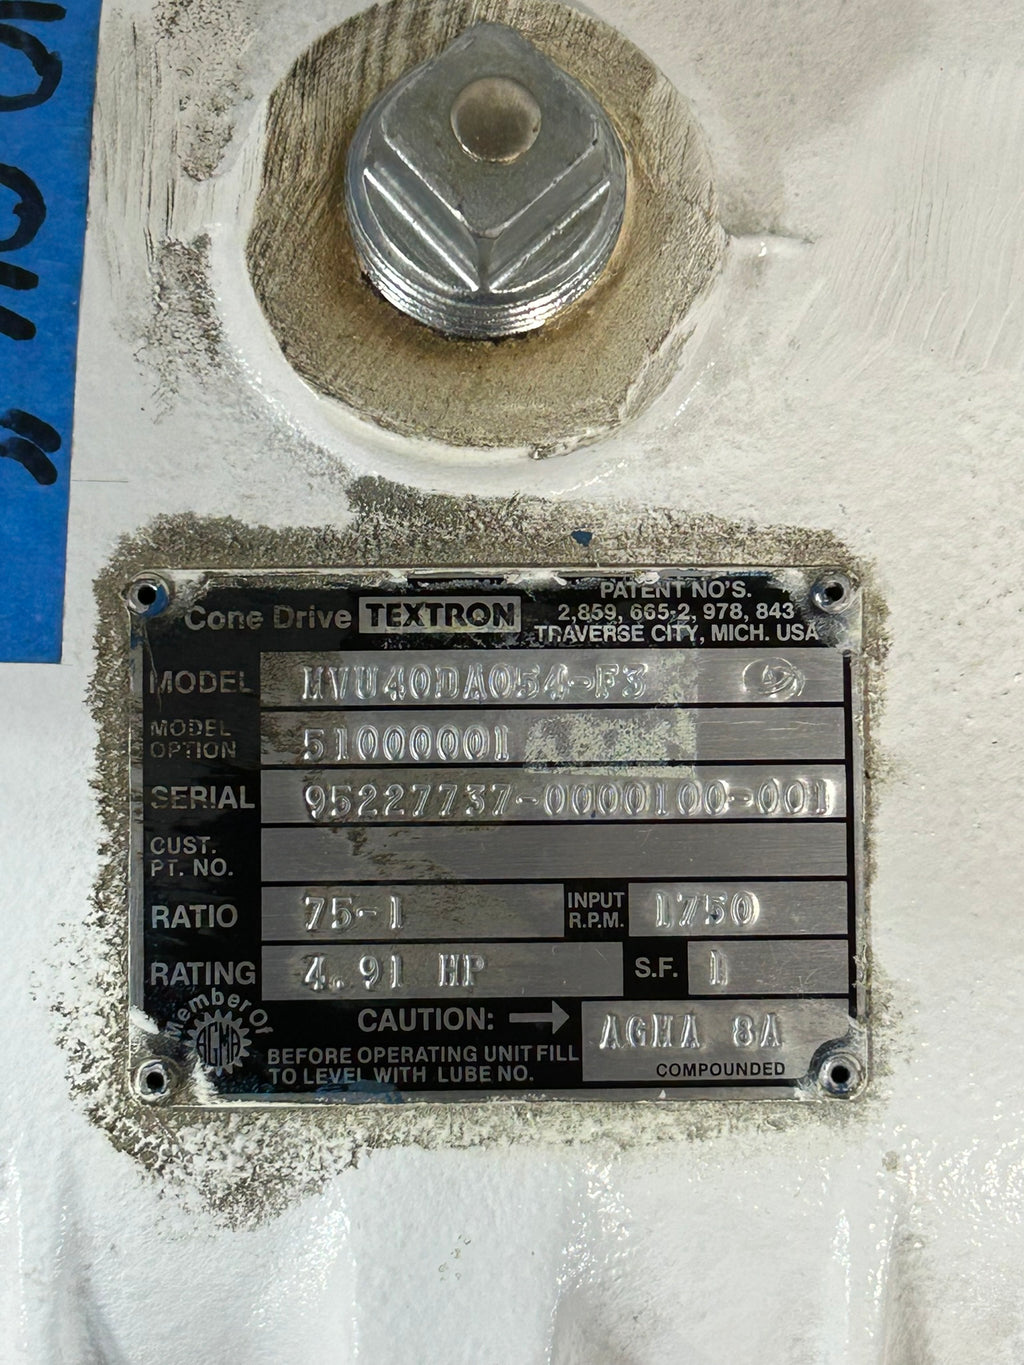 Cone Drive TEXTRON
PATENT NO'S.
2,859,665-2,978,843
TRAVERSE CITY, MICH. USA
MODEL MVU40DA054-F3
MODEL OPTION 51000001
SERIAL 95227737-0000100-001
CUST. PT. NO.
RATIO 75-1 INPUT R.P.M. 1750
RATING 4.91 HP S.F. 1
Member Of AGMA
CAUTION:
BEFORE OPERATING UNIT FILL
TO LEVEL WITH LUBE NO.
AGMA 8A
COMPOUNDED